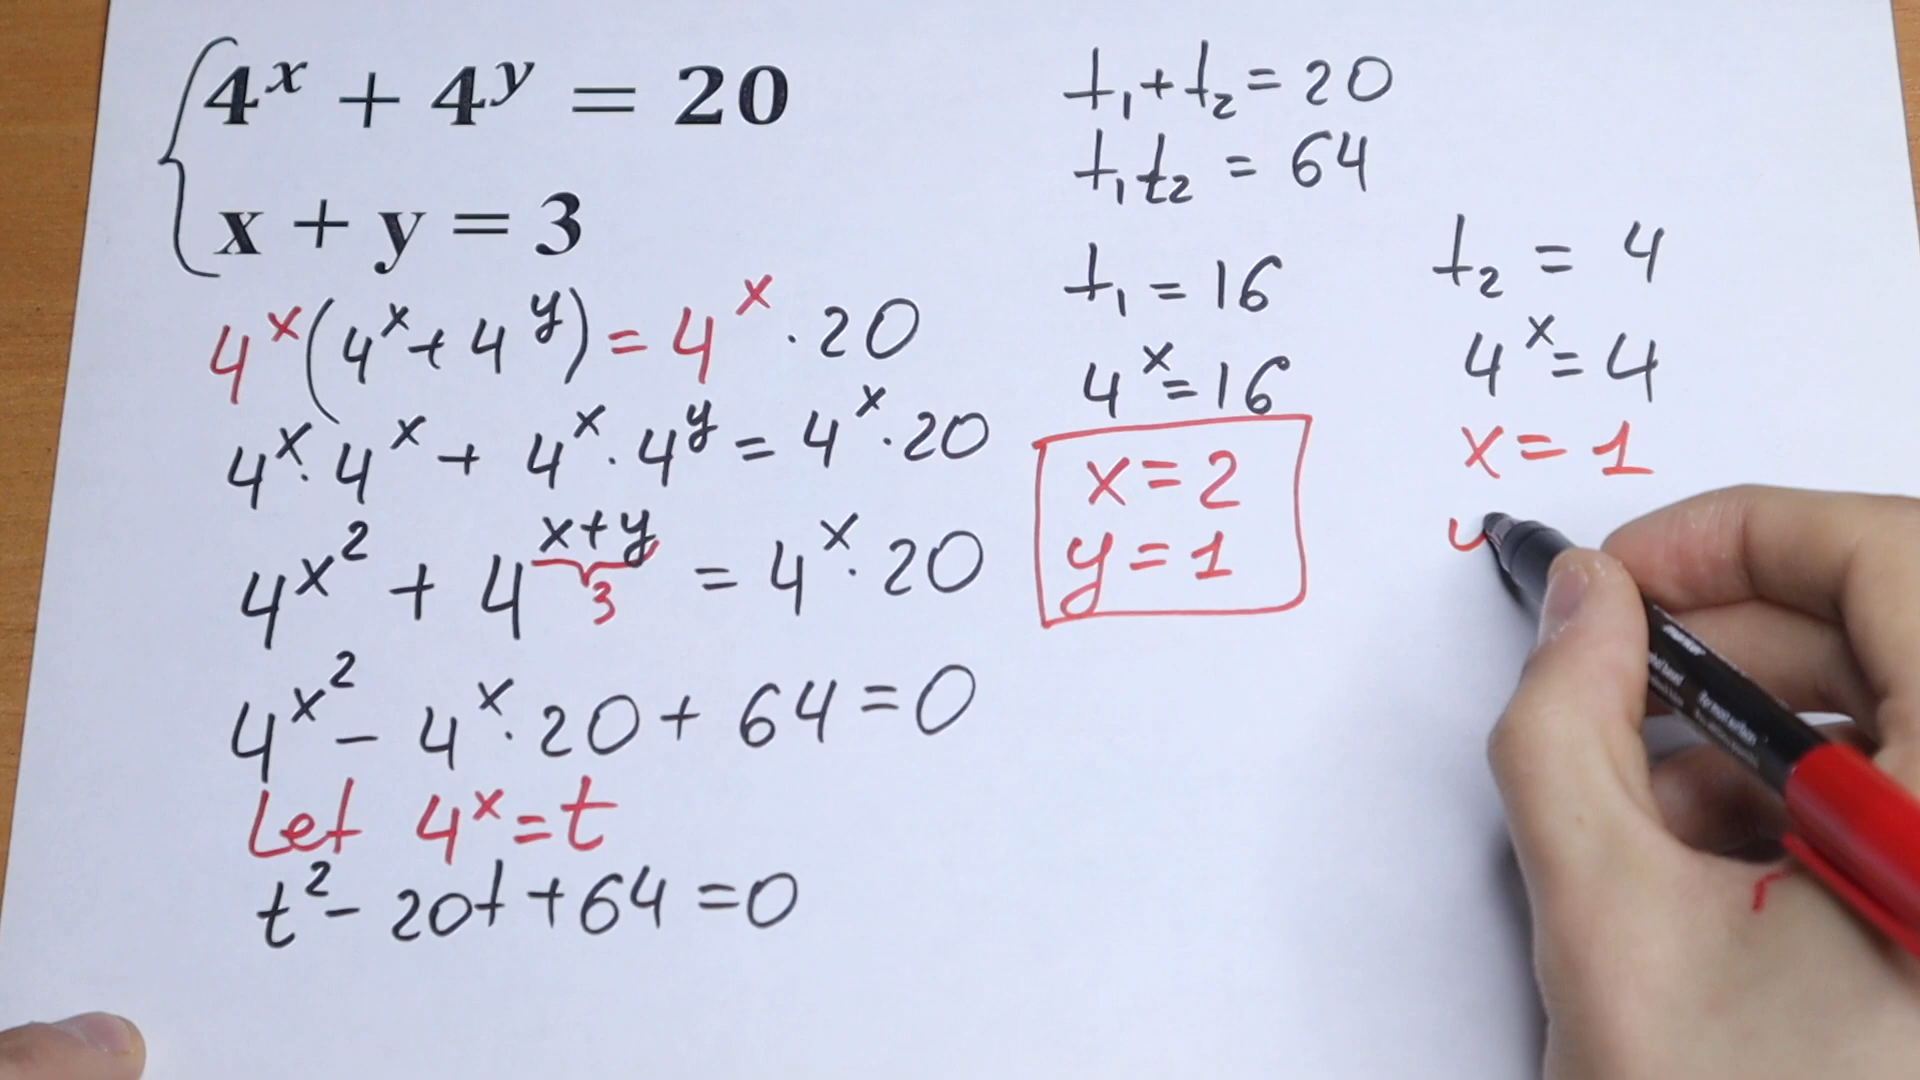 4^x + 4^y = 20
x + y = 3
4^x(4^x + 4^y) = 4^x · 20
4^x · 4^x + 4^x · 4^y = 4^x · 20
4^x^2 + 4^x+y = 4^x · 20
3
4^x^2 - 4^x · 20 + 64 = 0
Let 4^x = t
t^2 - 20t + 64 = 0
t₁ + t₂ = 20
t₁t₂ = 64
t₁ = 16
4^x = 16
x = 2
y = 1
t₂ = 4
4^x = 4
x = 1